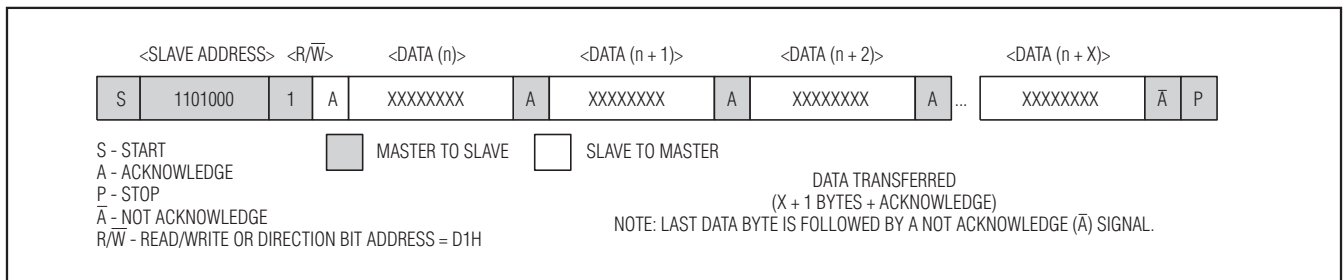 <SLAVE ADDRESS> <R/W̅> <DATA (n)> <DATA (n + 1)> <DATA (n + 2)> <DATA (n + X)>
S 1101000 1 A XXXXXXXX A XXXXXXXX A XXXXXXXX A ... XXXXXXXX A̅ P
S - START
A - ACKNOWLEDGE
P - STOP
A̅ - NOT ACKNOWLEDGE
R/W̅ - READ/WRITE OR DIRECTION BIT ADDRESS = D1H
MASTER TO SLAVE SLAVE TO MASTER
DATA TRANSFERRED
(X + 1 BYTES + ACKNOWLEDGE)
NOTE: LAST DATA BYTE IS FOLLOWED BY A NOT ACKNOWLEDGE (A̅) SIGNAL.